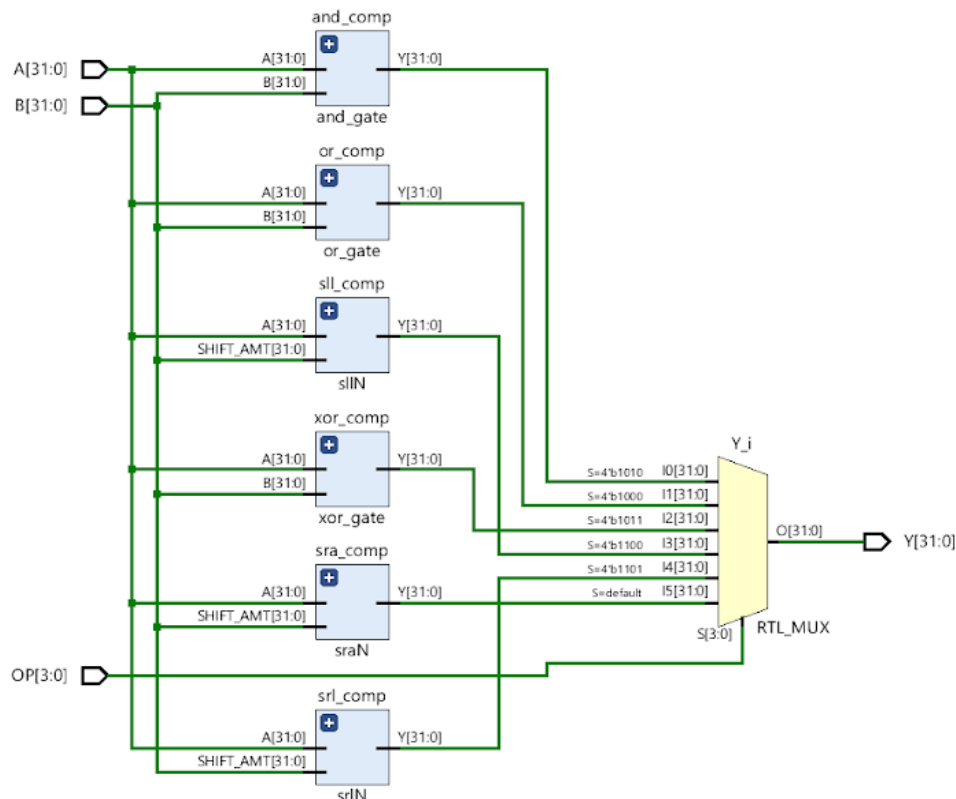 and_comp
A[31:0]
A[31:0]
Y[31:0]
B[31:0]
B[31:0]
and_gate
or_comp
A[31:0]
Y[31:0]
B[31:0]
or_gate
sll_comp
A[31:0]
Y[31:0]
SHIFT_AMT[31:0]
sllN
xor_comp
A[31:0]
Y[31:0]
B[31:0]
xor_gate
Y_i
S=4'b1010
I0[31:0]
S=4'b1000
I1[31:0]
S=4'b1011
I2[31:0]
S=4'b1100
I3[31:0]
S=4'b1101
I4[31:0]
S=default
I5[31:0]
O[31:0]
Y[31:0]
S[3:0]
RTL_MUX
sra_comp
A[31:0]
Y[31:0]
SHIFT_AMT[31:0]
sraN
OP[3:0]
srl_comp
A[31:0]
Y[31:0]
SHIFT_AMT[31:0]
srlN